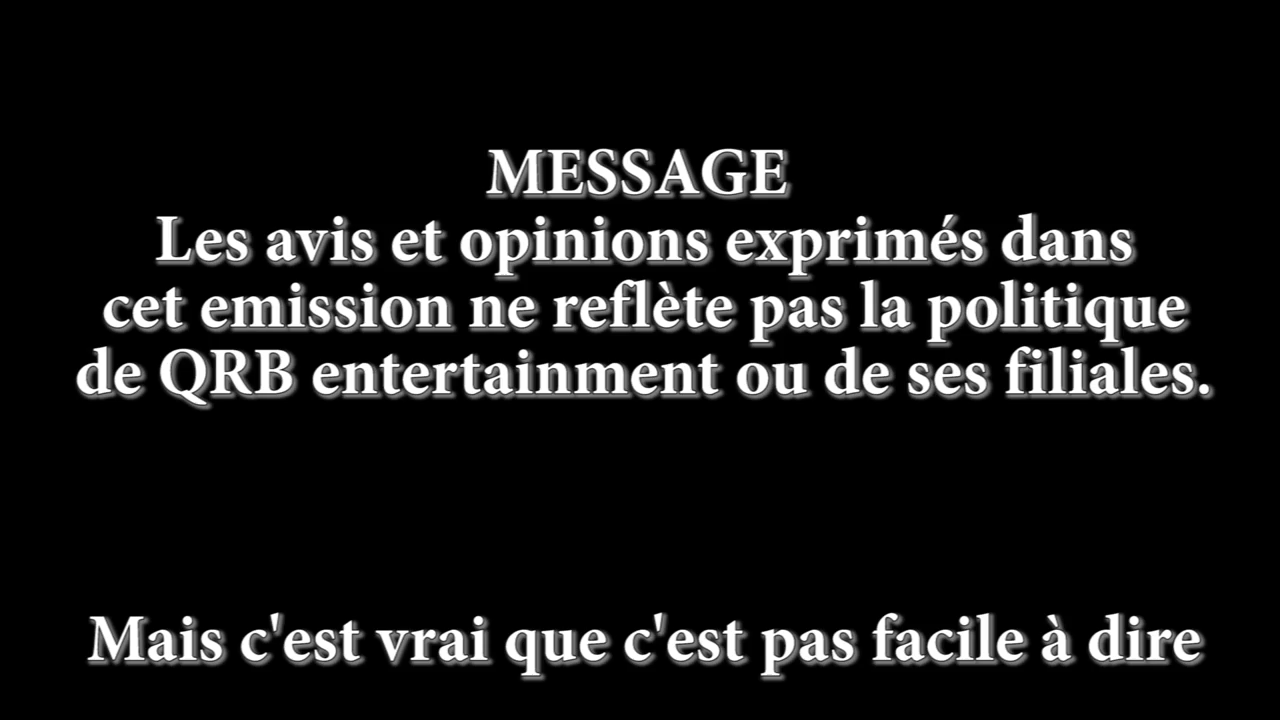 MESSAGE
Les avis et opinions exprimés dans
cet emission ne reflète pas la politique
de QRB entertainment ou de ses filiales.
Mais c'est vrai que c'est pas facile à dire